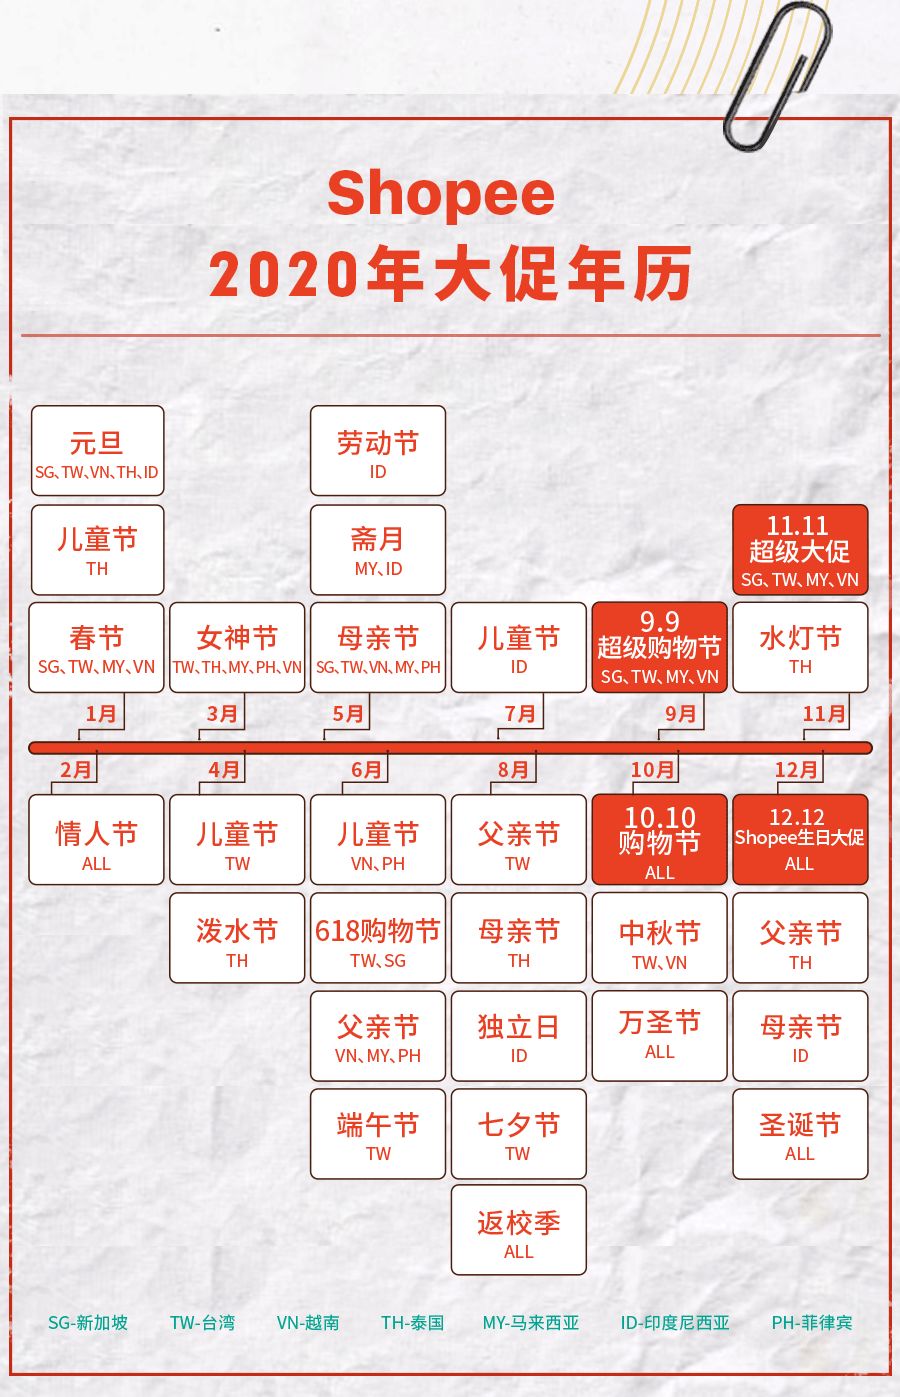 Shopee
2020年大促年历
元旦
SG、TW、VN、TH、ID
儿童节
TH
春节
SG、TW、MY、VN
1月
女神节
TW、TH、MY、PH、VN
3月
劳动节
ID
斋月
MY、ID
母亲节
SG、TW、VN、MY、PH
5月
儿童节
ID
7月
9.9
超级购物节
SG、TW、MY、VN
9月
11.11
超级大促
SG、TW、MY、VN
水灯节
TH
11月
2月
情人节
ALL
4月
儿童节
TW
泼水节
TH
6月
儿童节
VN、PH
618购物节
TW、SG
父亲节
VN、MY、PH
端午节
TW
8月
父亲节
TW
母亲节
TH
独立日
ID
七夕节
TW
返校季
ALL
10月
10.10
购物节
ALL
中秋节
TW、VN
万圣节
ALL
12月
12.12
Shopee生日大促
ALL
父亲节
TH
母亲节
ID
圣诞节
ALL
SG-新加坡 TW-台湾 VN-越南 TH-泰国 MY-马来西亚 ID-印度尼西亚 PH-菲律宾